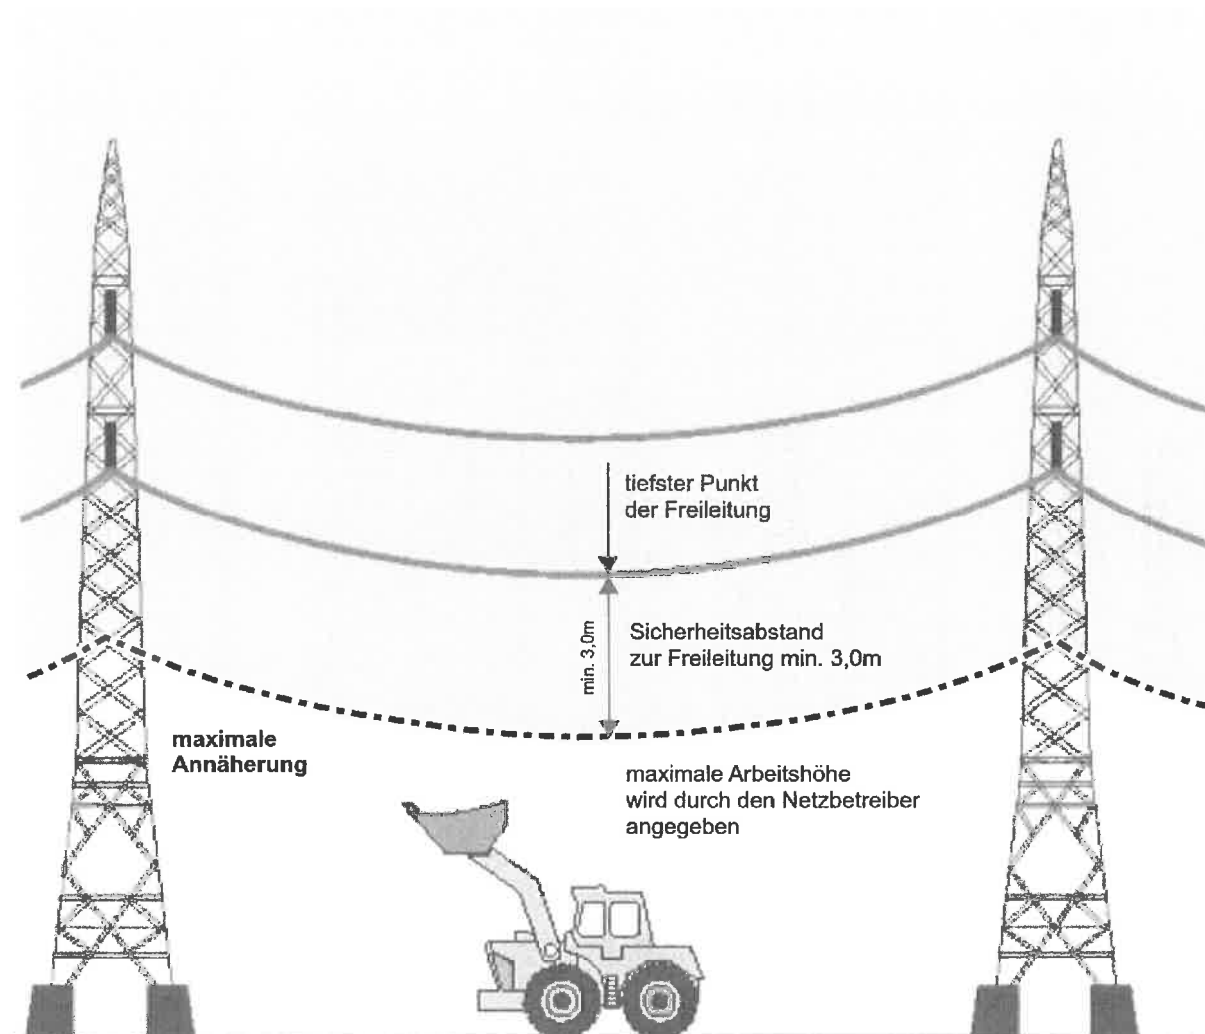 tiefster Punkt
der Freileitung
min. 3,0m
Sicherheitsabstand
zur Freileitung min. 3,0m
maximale
Annäherung
maximale Arbeitshöhe
wird durch den Netzbetreiber
angegeben